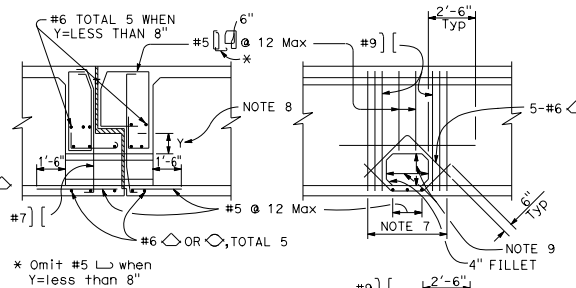 #6 TOTAL 5 WHEN
Y=LESS THAN 8"
6"
#5 @ 12 Max
*
2'-6"
Typ
#9
NOTE 8
5-#6
Y
1'-6"
1'-6"
#7
#5 @ 12 Max
6"
Typ
NOTE 7
#6 OR , TOTAL 5
NOTE 9
4" FILLET
* Omit #5 when
Y=less than 8"
#9
2'-6"